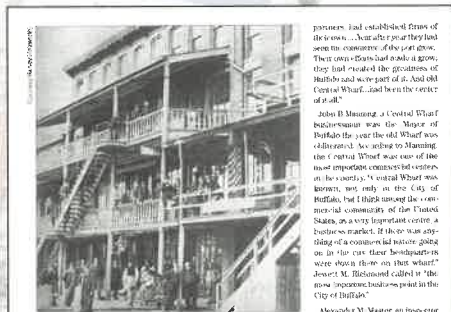 partners, had established firms of
their own ... Year after year they had
seen the commerce of the port grow.
Their own efforts had made it grow;
they had created the greatness of
Buffalo and were part of it. And old
Central Wharf...had been the center
of it all."
John B Manning, a Central Wharf
businessman was the Mayor of
Buffalo the year the old Wharf was
obliterated. According to Manning,
the Central Wharf was one of the
most important commercial centers
in the country. "Central Wharf was
known, not only in the City of
Buffalo, but I think among the com-
mercial community of the United
States, as a very important centre, a
business market. If there was any-
thing of a commercial nature going
on in the city their headquarters
were down there on that wharf."
Jewett M. Richmond called it "the
most important business point in the
City of Buffalo."
Alexander M. Master, an inspector